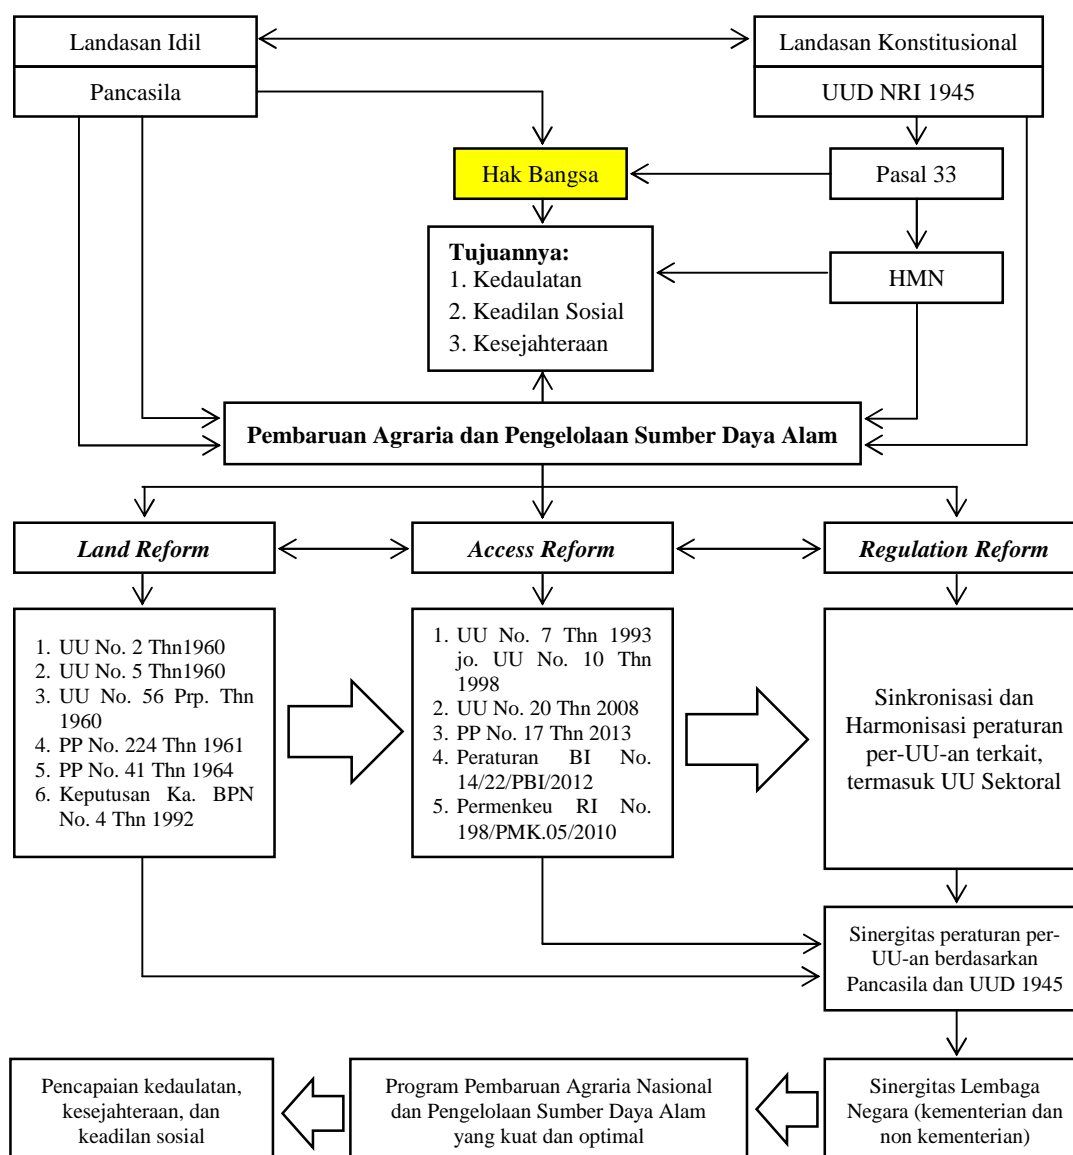 Landasan Idil
Pancasila
Landasan Konstitusional
UUD NRI 1945
Hak Bangsa
Pasal 33
Tujuannya:
1. Kedaulatan
2. Keadilan Sosial
3. Kesejahteraan
HMN
Pembaruan Agraria dan Pengelolaan Sumber Daya Alam
Land Reform
Access Reform
Regulation Reform
1. UU No. 2 Thn1960
2. UU No. 5 Thn1960
3. UU No. 56 Prp. Thn
1960
4. PP No. 224 Thn 1961
5. PP No. 41 Thn 1964
6. Keputusan Ka. BPN
No. 4 Thn 1992
1. UU No. 7 Thn 1993
jo. UU No. 10 Thn
1998
2. UU No. 20 Thn 2008
3. PP No. 17 Thn 2013
4. Peraturan BI No.
14/22/PBI/2012
5. Permenkeu RI No.
198/PMK.05/2010
Sinkronisasi dan
Harmonisasi peraturan
per-UU-an terkait,
termasuk UU Sektoral
Sinergitas peraturan per-
UU-an berdasarkan
Pancasila dan UUD 1945
Pencapaian kedaulatan,
kesejahteraan, dan
keadilan sosial
Program Pembaruan Agraria Nasional
dan Pengelolaan Sumber Daya Alam
yang kuat dan optimal
Sinergitas Lembaga
Negara (kementerian dan
non kementerian)